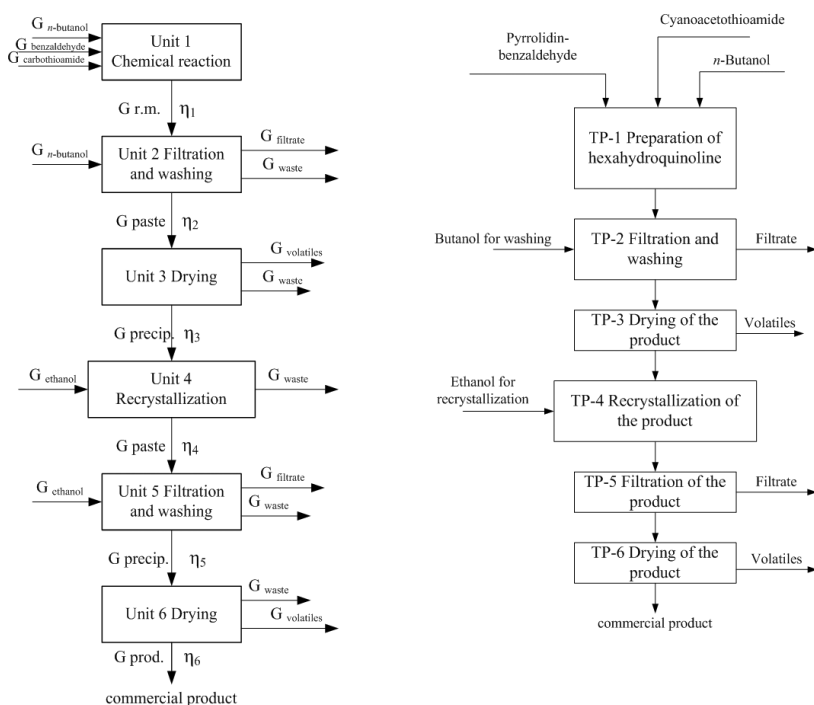 G n-butanol
G benzaldehyde
G carbothioamide
Unit 1
Chemical reaction
G r.m. η1
G n-butanol
Unit 2 Filtration
and washing
G filtrate
G waste
G paste η2
Unit 3 Drying
G volatiles
G waste
G precip. η3
G ethanol
Unit 4
Recrystallization
G waste
G paste η4
G ethanol
Unit 5 Filtration
and washing
G filtrate
G waste
G precip. η5
Unit 6 Drying
G waste
G volatiles
G prod. η6
commercial product
Cyanoacetothioamide
Pyrrolidin-
benzaldehyde
n-Butanol
TP-1 Preparation of
hexahydroquinoline
Butanol for washing
TP-2 Filtration and
washing
Filtrate
TP-3 Drying of the
product
Volatiles
Ethanol for
recrystallization
TP-4 Recrystallization of
the product
TP-5 Filtration of the
product
Filtrate
TP-6 Drying of the
product
Volatiles
commercial product